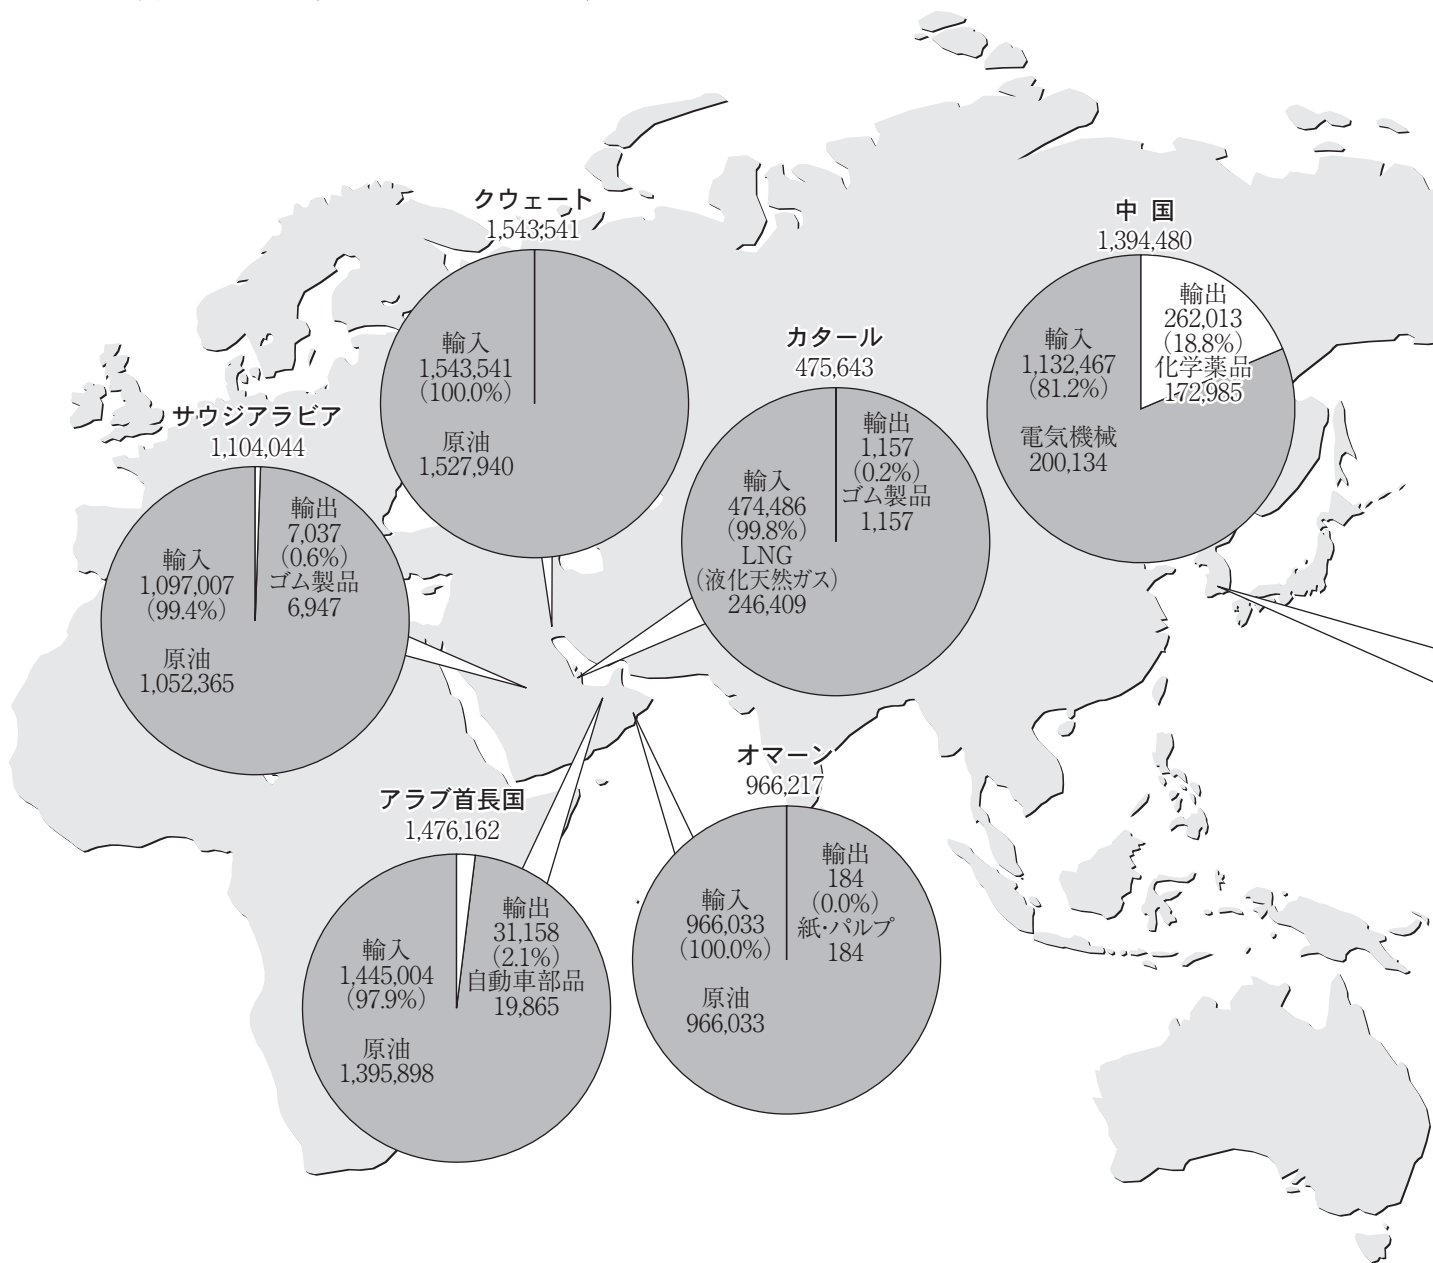 クウェート
1,543,541
輸入
1,543,541
(100.0%)
原油
1,527,940
中 国
1,394,480
輸出
262,013
(18.8%)
化学薬品
172,985
輸入
1,132,467
(81.2%)
電気機械
200,134
カタール
475,643
輸出
1,157
(0.2%)
ゴム製品
1,157
輸入
474,486
(99.8%)
LNG
(液化天然ガス)
246,409
サウジアラビア
1,104,044
輸出
7,037
(0.6%)
ゴム製品
6,947
輸入
1,097,007
(99.4%)
原油
1,052,365
オマーン
966,217
輸出
184
(0.0%)
紙・パルプ
184
輸入
966,033
(100.0%)
原油
966,033
アラブ首長国
1,476,162
輸出
31,158
(2.1%)
自動車部品
19,865
輸入
1,445,004
(97.9%)
原油
1,395,898